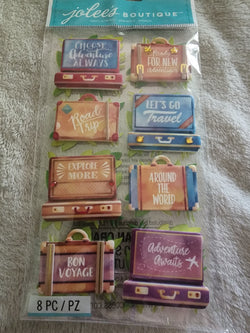 jolee's BOUTIQUE®
CHOOSE
Adventure
ALWAYS
Ready
FOR NEW
Adventures
Road
Trip
LET'S GO
Travel
EXPLORE
MORE
AROUND
THE
WORLD
BON
VOYAGE
Adventure
Awaits
8 PC / PZ